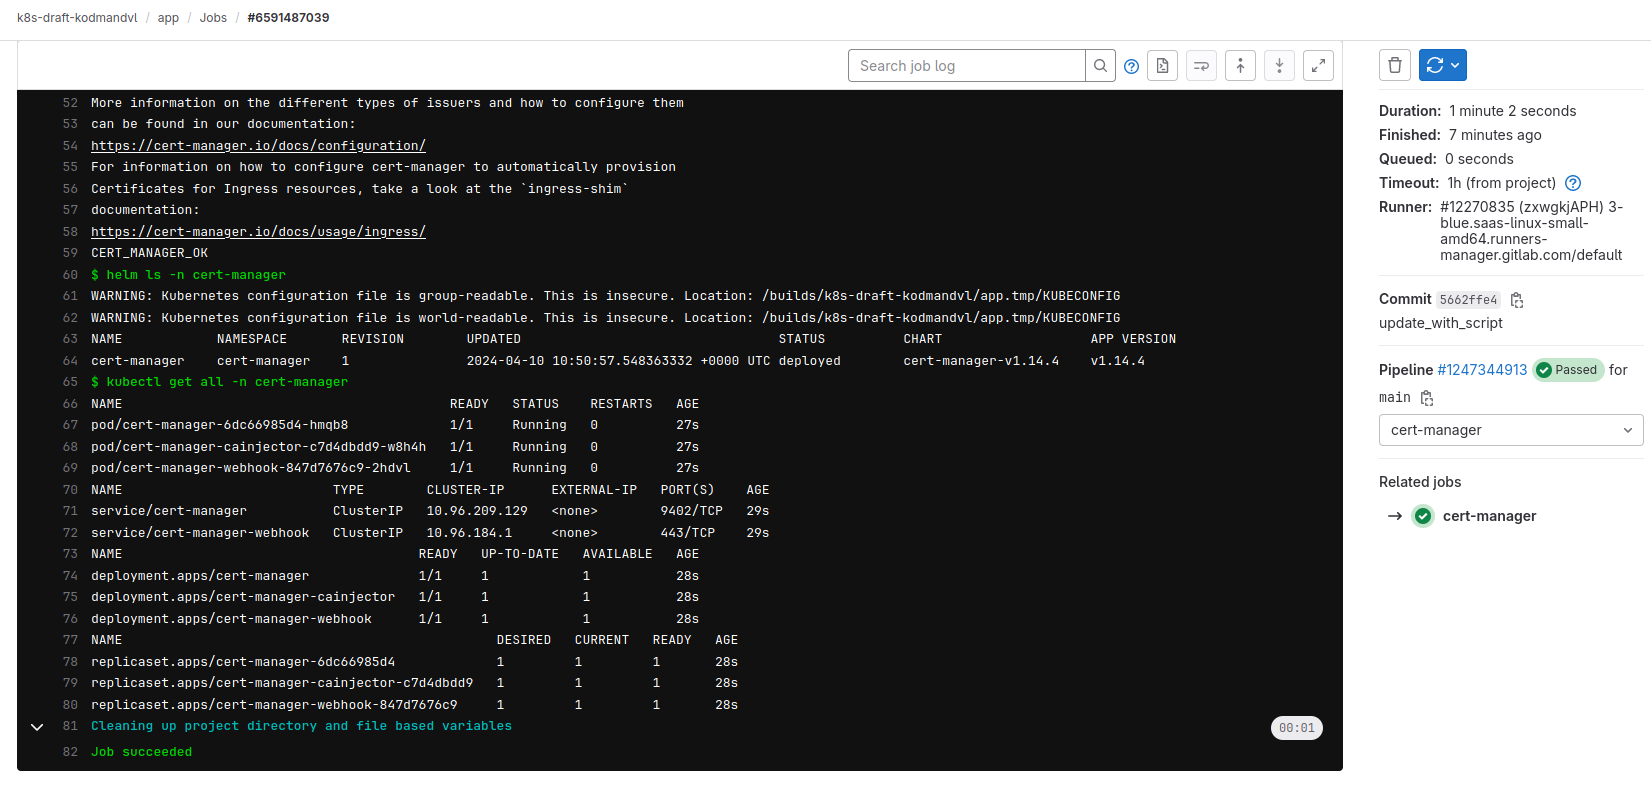 k8s-draft-kodmandvl / app / Jobs / #6591487039
Search job log
52 More information on the different types of issuers and how to configure them
53 can be found in our documentation:
54 https://cert-manager.io/docs/configuration/
55 For information on how to configure cert-manager to automatically provision
56 Certificates for Ingress resources, take a look at the `ingress-shim`
57 documentation:
58 https://cert-manager.io/docs/usage/ingress/
59 CERT_MANAGER_OK
60 $ helm ls -n cert-manager
61 WARNING: Kubernetes configuration file is group-readable. This is insecure. Location: /builds/k8s-draft-kodmandvl/app.tmp/KUBECONFIG
62 WARNING: Kubernetes configuration file is world-readable. This is insecure. Location: /builds/k8s-draft-kodmandvl/app.tmp/KUBECONFIG
63 NAME NAMESPACE REVISION UPDATED STATUS CHART APP VERSION
64 cert-manager cert-manager 1 2024-04-10 10:50:57.548363332 +0000 UTC deployed cert-manager-v1.14.4 v1.14.4
65 $ kubectl get all -n cert-manager
66 NAME READY STATUS RESTARTS AGE
67 pod/cert-manager-6dc66985d4-hmqb8 1/1 Running 0 27s
68 pod/cert-manager-cainjector-c7d4dbdd9-w8h4h 1/1 Running 0 27s
69 pod/cert-manager-webhook-847d7676c9-2hdvl 1/1 Running 0 27s
70 NAME TYPE CLUSTER-IP EXTERNAL-IP PORT(S) AGE
71 service/cert-manager ClusterIP 10.96.209.129 <none> 9402/TCP 29s
72 service/cert-manager-webhook ClusterIP 10.96.184.1 <none> 443/TCP 29s
73 NAME READY UP-TO-DATE AVAILABLE AGE
74 deployment.apps/cert-manager 1/1 1 1 28s
75 deployment.apps/cert-manager-cainjector 1/1 1 1 28s
76 deployment.apps/cert-manager-webhook 1/1 1 1 28s
77 NAME DESIRED CURRENT READY AGE
78 replicaset.apps/cert-manager-6dc66985d4 1 1 1 28s
79 replicaset.apps/cert-manager-cainjector-c7d4dbdd9 1 1 1 28s
80 replicaset.apps/cert-manager-webhook-847d7676c9 1 1 1 28s
81 Cleaning up project directory and file based variables 00:01
82 Job succeeded
Duration: 1 minute 2 seconds
Finished: 7 minutes ago
Queued: 0 seconds
Timeout: 1h (from project)
Runner: #12270835 (zxwgkjAPH) 3-
blue.saas-linux-small-
amd64.runners-
manager.gitlab.com/default
Commit 5662ffe4
update_with_script
Pipeline #1247344913 Passed for
main
cert-manager
Related jobs
cert-manager